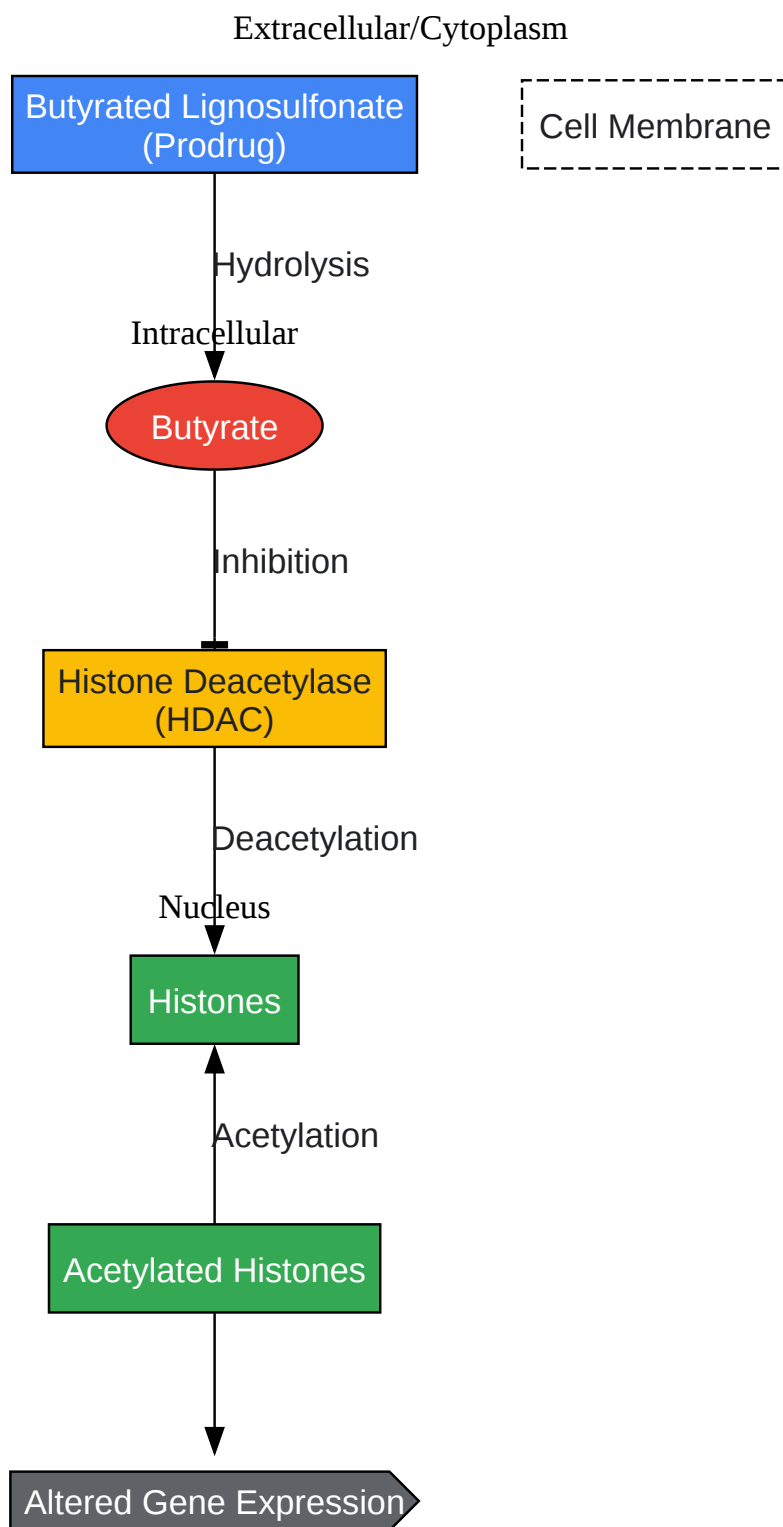 Extracellular/Cytoplasm
Butyrated Lignosulfonate
(Prodrug)
Cell Membrane
Hydrolysis
Intracellular
Butyrate
Inhibition
Histone Deacetylase
(HDAC)
Deacetylation
Nucleus
Histones
Acetylation
Acetylated Histones
Altered Gene Expression